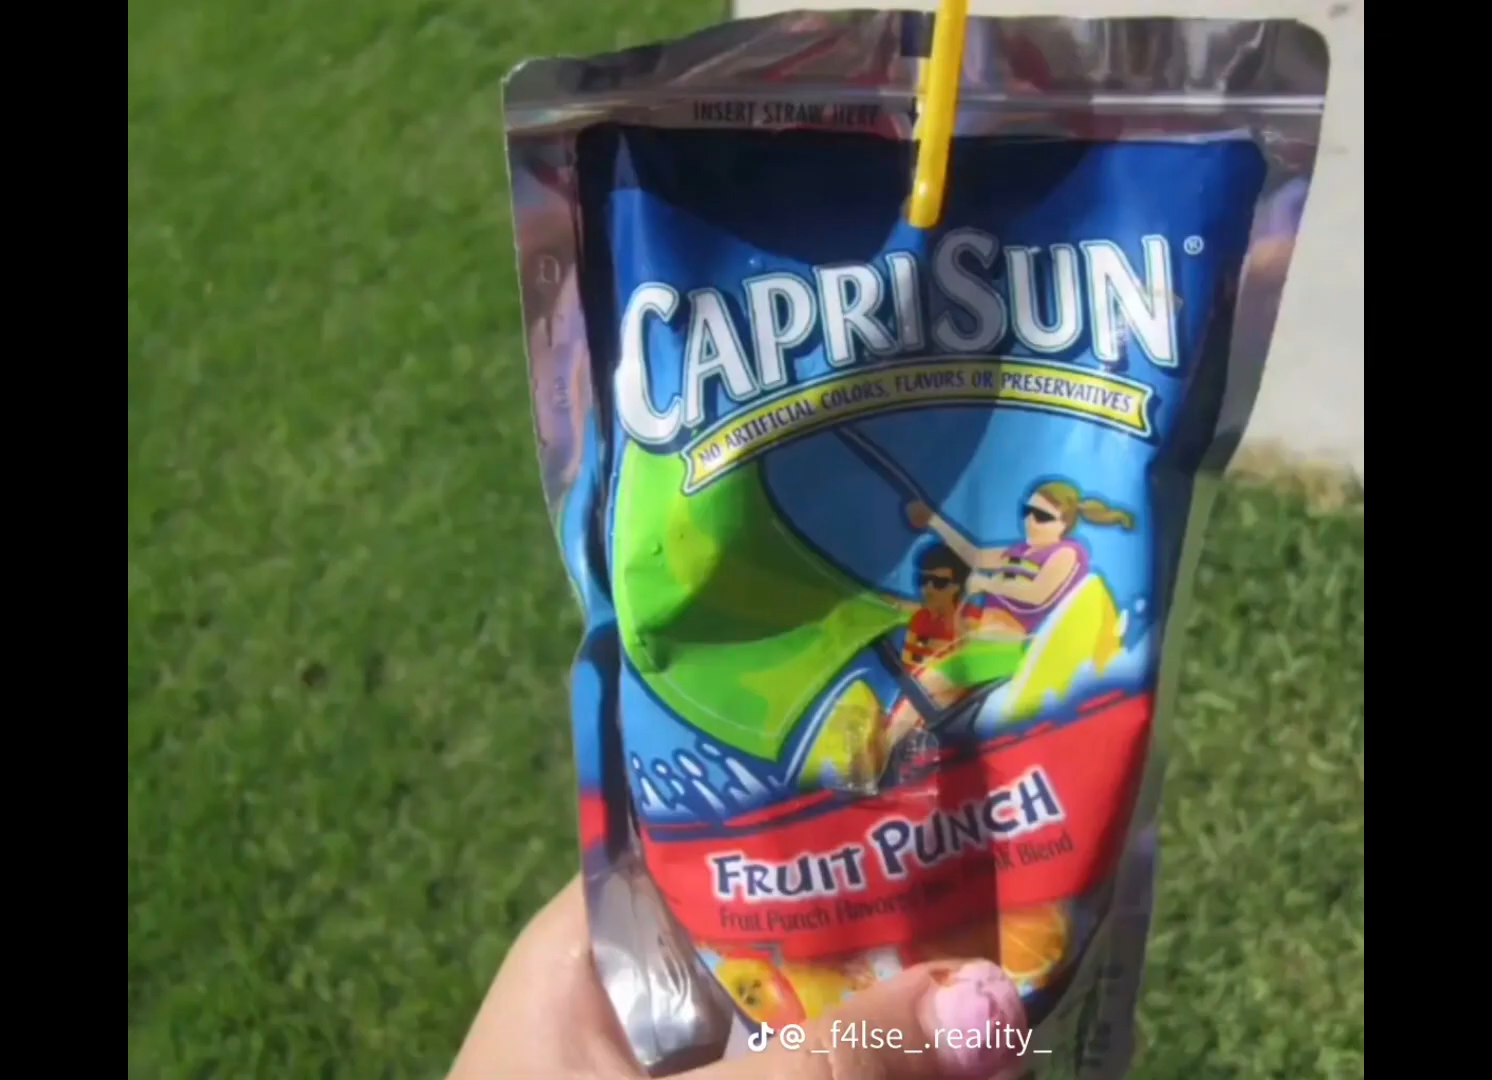 INSERT STRAW HERE
CAPRISUN®
NO ARTIFICIAL COLORS, FLAVORS OR PRESERVATIVES
FRUIT PUNCH
Fruit Punch Flavored Blend
@_f4lse_.reality_